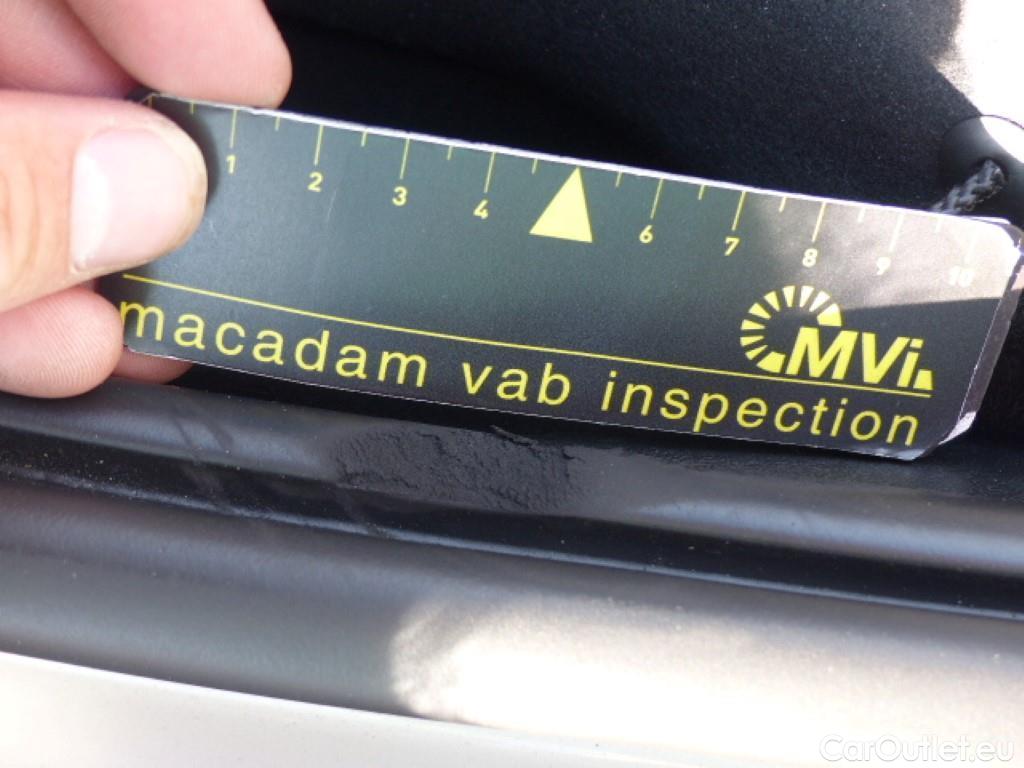 1 2 3 4 6 7 8 9 10
MVi
macadam vab inspection
CarOutlet.eu